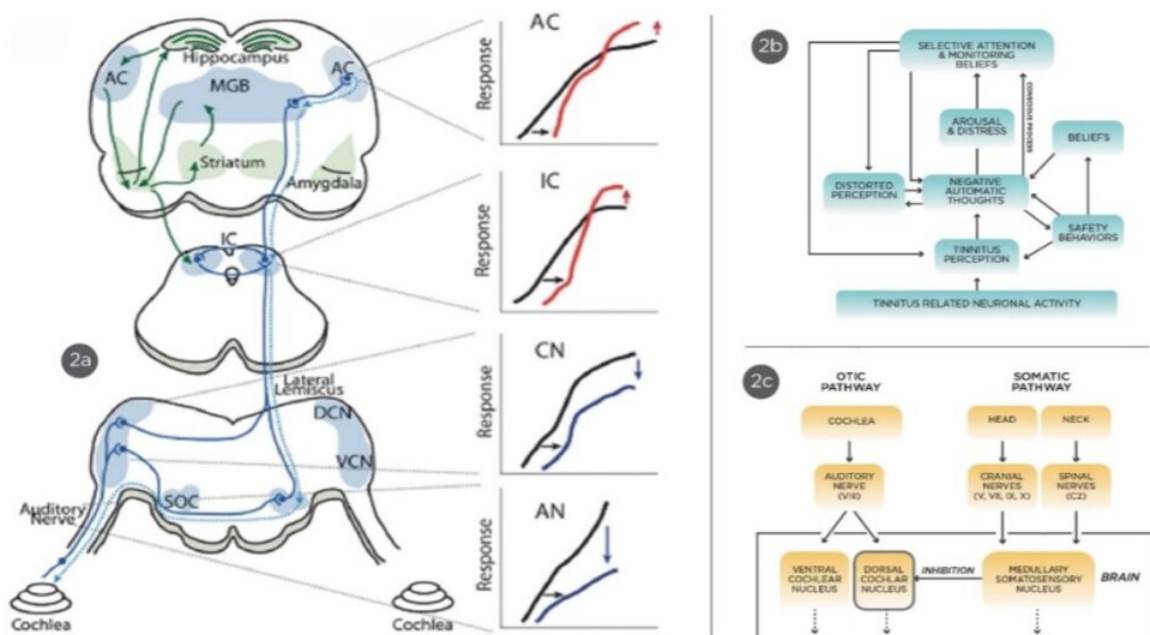 2a
Hippocampus
AC
MGB
AC
Striatum
Amygdala
IC
Lateral
Lemiscus
DCN
VCN
SOC
Auditory
Nerve
Cochlea
Cochlea
AC
Response
IC
Response
CN
Response
AN
Response
2b
SELECTIVE ATTENTION
& MONITORING
BELIEFS
CONSCIOUS PROCESS
AROUSAL
& DISTRESS
BELIEFS
DISTORTED
PERCEPTION
NEGATIVE
AUTOMATIC
THOUGHTS
SAFETY
BEHAVIORS
TINNITUS
PERCEPTION
TINNITUS RELATED NEURONAL ACTIVITY
2c
OTIC
PATHWAY
SOMATIC
PATHWAY
COCHLEA
HEAD
NECK
AUDITORY
NERVE
(VIII)
CRANIAL
NERVES
(V, VII, IX, X)
SPINAL
NERVES
(C2)
VENTRAL
COCHLEAR
NUCLEUS
DORSAL
COCHLAR
NUCLEUS
INHIBITION
MEDULLARY
SOMATOSENSORY
NUCLEUS
BRAIN